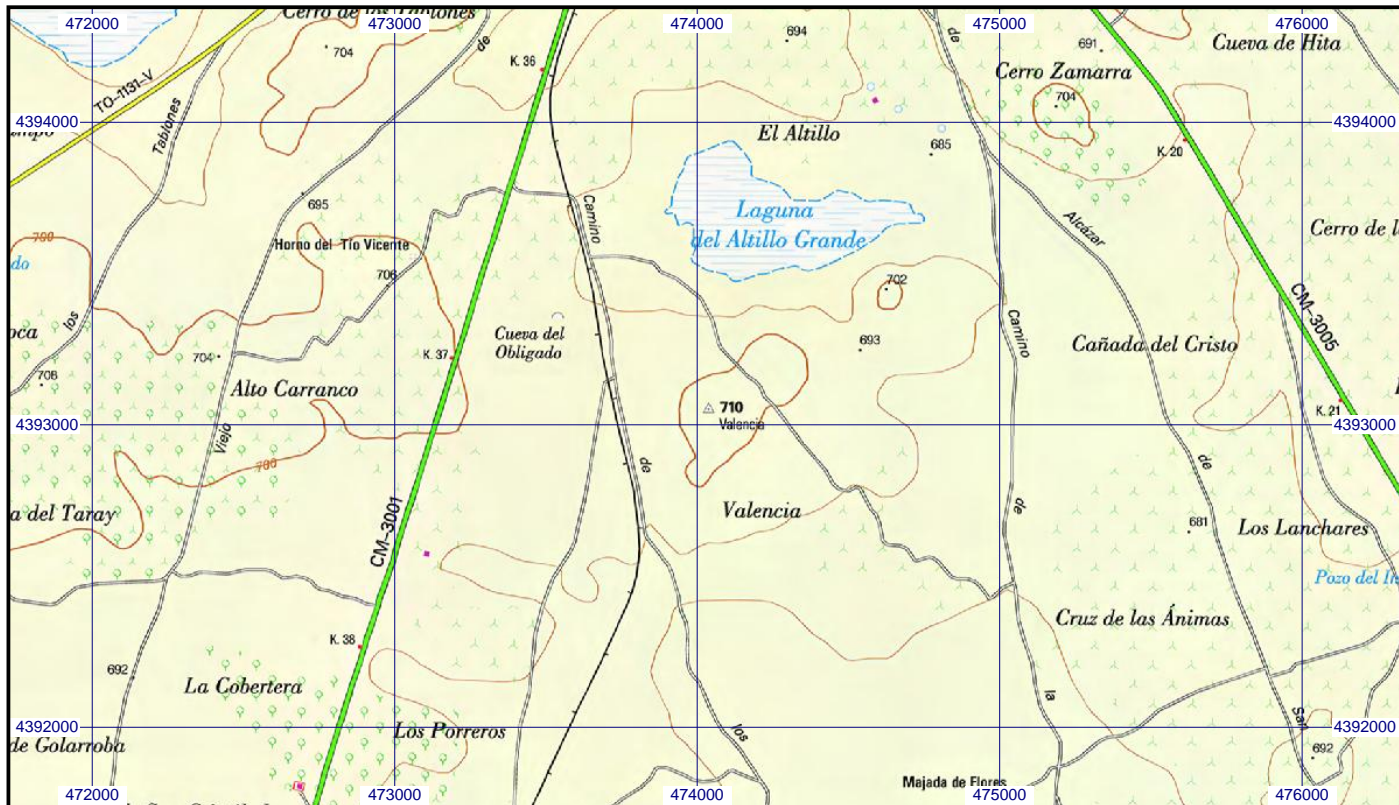 472000
473000
474000
475000
476000
Cerro de los Tablones
704
de
K. 36
694
de
691
Cueva de Hita
Cerro Zamarra
704
TO-1131-V
Tablones
4394000
4394000
El Altillo
685
K. 20
695
Camino
Laguna
del Altillo Grande
Alcázar
Cerro de
700
Horno del Tío Vicente
706
702
los
Cueva del
Obligado
Camino
CM-3005
693
K. 37
704
Cañada del Cristo
708
Alto Carranco
710
Valencia
K. 21
4393000
4393000
Viejo
700
de
de
a del Taray
Valencia
de
681
Los Lanchares
CM-3001
Pozo del
Cruz de las Ánimas
K. 38
692
La Cobertera
la
San
4392000
4392000
Los Porreros
los
de Golarroba
692
Majada de Flores
472000
473000
474000
475000
476000